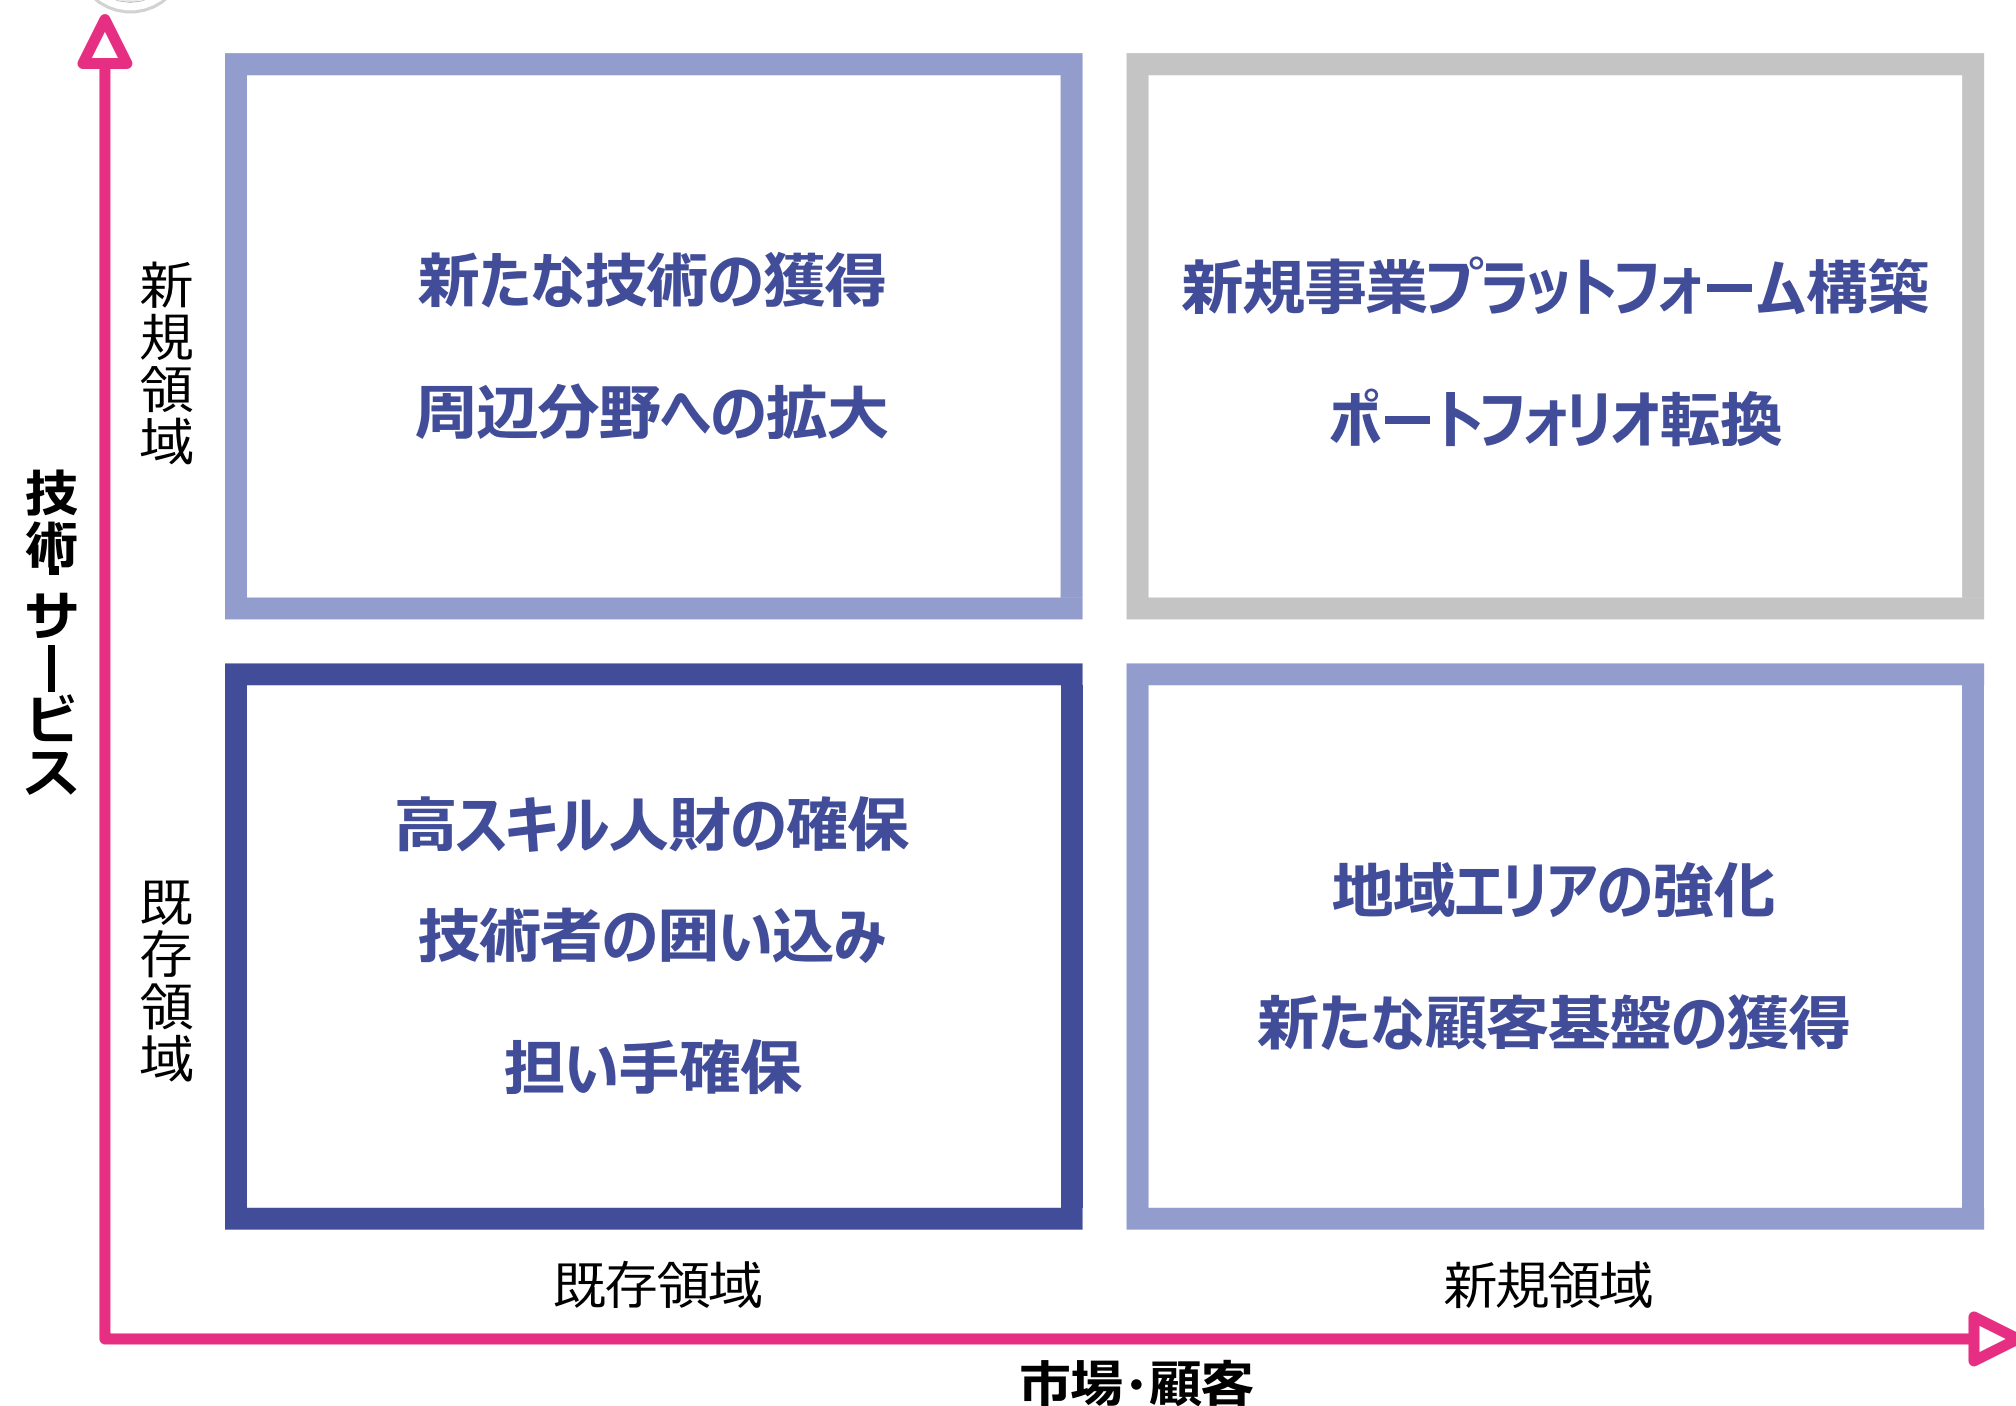 技術・サービス
新規領域
新たな技術の獲得
周辺分野への拡大
新規事業プラットフォーム構築
ポートフォリオ転換
既存領域
高スキル人財の確保
技術者の囲い込み
担い手確保
地域エリアの強化
新たな顧客基盤の獲得
既存領域
新規領域
市場・顧客